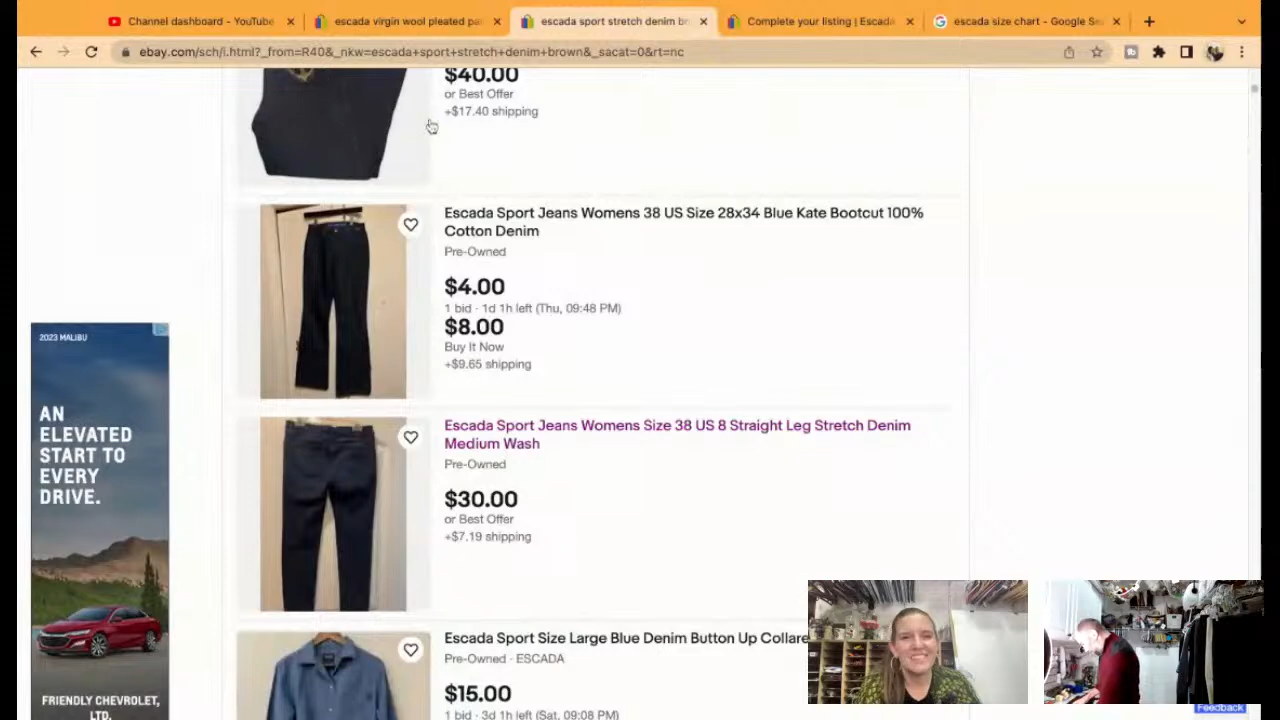 Channel dashboard - YouTube
escada virgin wool pleated pa
escada sport stretch denim br
Complete your listing | Escada
escada size chart - Google Se
ebay.com/sch/i.html?_from=R40&_nkw=escada+sport+stretch+denim+brown&_sacat=0&rt=nc
$40.00
or Best Offer
+$17.40 shipping
Escada Sport Jeans Womens 38 US Size 28x34 Blue Kate Bootcut 100%
Cotton Denim
Pre-Owned
$4.00
1 bid · 1d 1h left (Thu, 09:48 PM)
$8.00
Buy It Now
+$9.65 shipping
2023 MALIBU
AN
ELEVATED
START TO
EVERY
DRIVE.
FRIENDLY CHEVROLET,
LTD.
Escada Sport Jeans Womens Size 38 US 8 Straight Leg Stretch Denim
Medium Wash
Pre-Owned
$30.00
or Best Offer
+$7.19 shipping
Escada Sport Size Large Blue Denim Button Up Collare
Pre-Owned · ESCADA
$15.00
1 bid · 3d 1h left (Sat, 09:08 PM)
Feedback